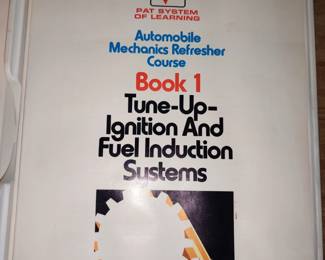 PAT SYSTEM
OF LEARNING
Automobile
Mechanics Refresher
Course
Book 1
Tune-Up-
Ignition And
Fuel Induction
Systems